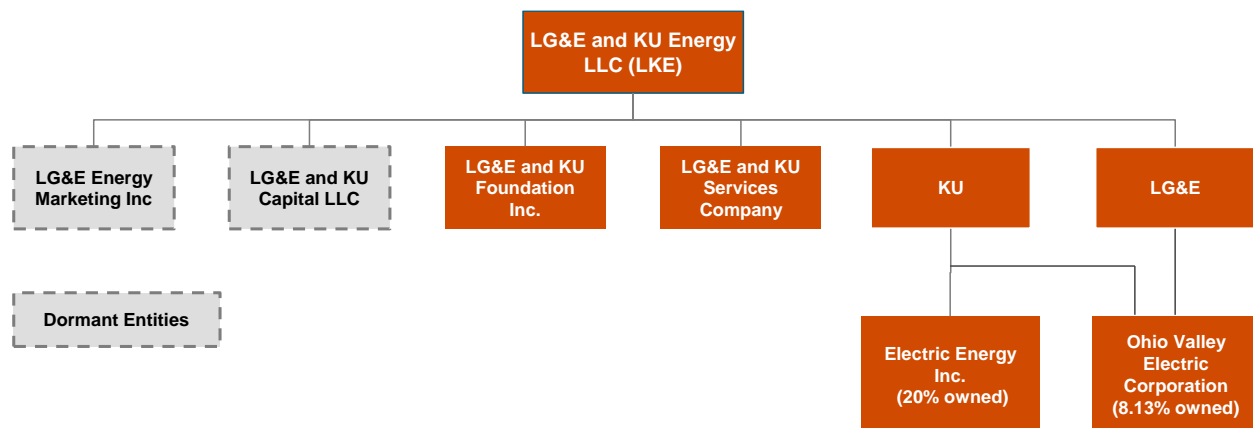 LG&E and KU Energy
LLC (LKE)
LG&E Energy
Marketing Inc
LG&E and KU
Capital LLC
LG&E and KU
Foundation
Inc.
LG&E and KU
Services
Company
KU
LG&E
Dormant Entities
Electric Energy
Inc.
(20% owned)
Ohio Valley
Electric
Corporation
(8.13% owned)